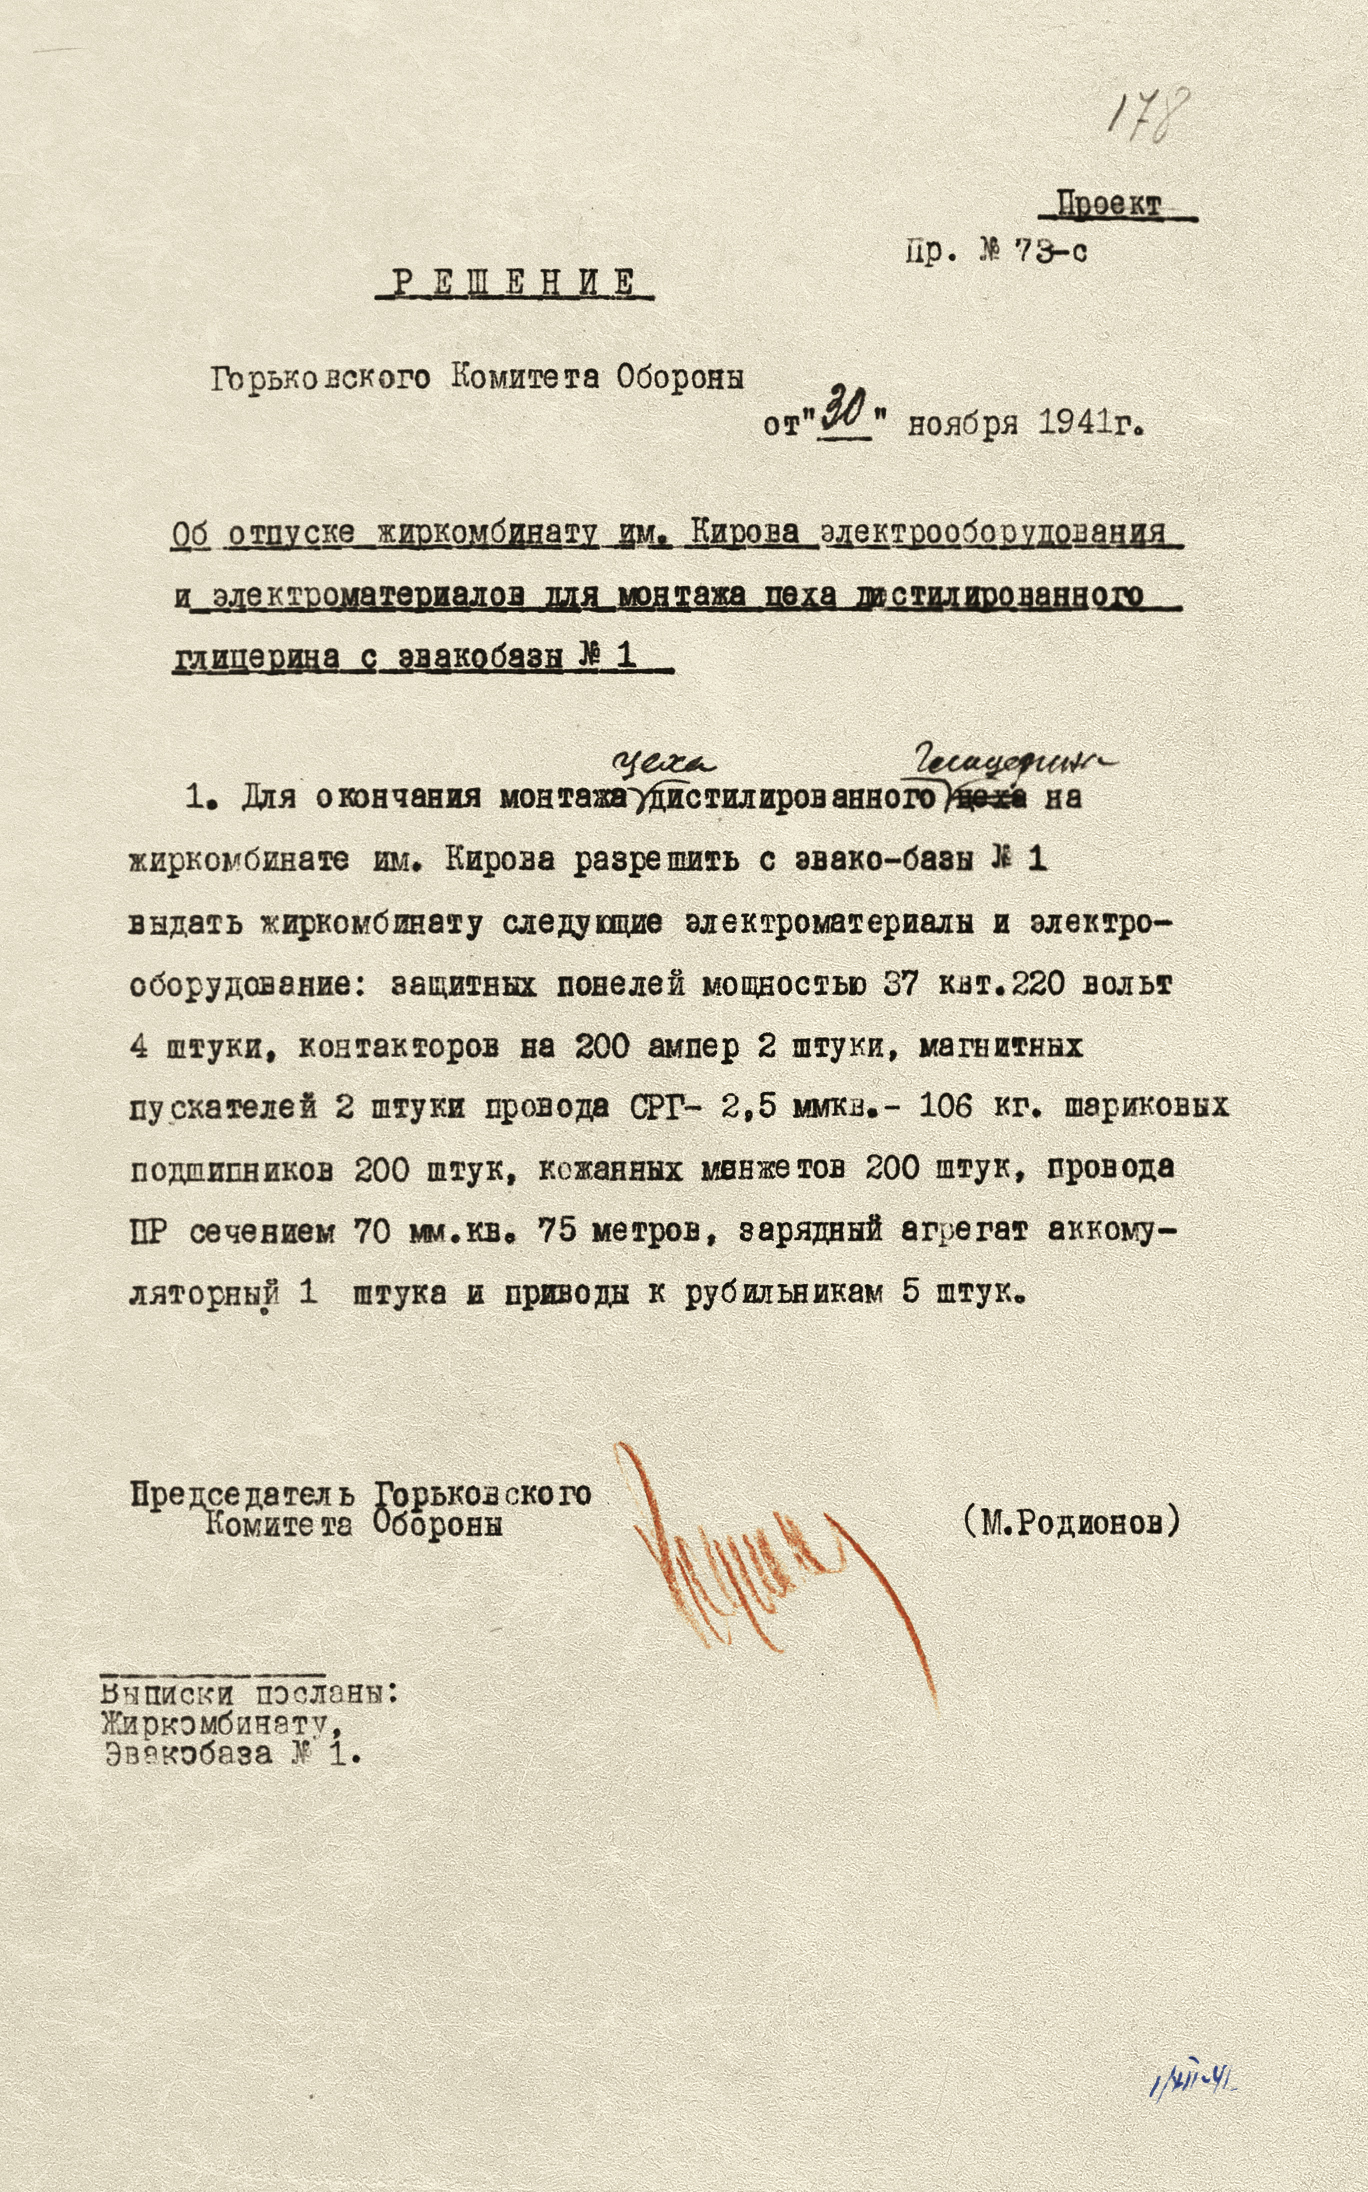 178
Проект
Пр. № 73-с
РЕШЕНИЕ
Горьковского Комитета Обороны
от"30" ноября 1941г.
Об отпуске жиркомбинату им. Кирова электрооборудования
и электроматериалов для монтажа цеха дистилированного
глицерина с эвакобазы № 1
цеха глицерина
1. Для окончания монтажа дистилированного цеха на
жиркомбинате им. Кирова разрешить с эвако-базы № 1
выдать жиркомбинату следующие электроматериалы и электро-
оборудование: защитных понелей мощностью 37 квт.220 вольт
4 штуки, контакторов на 200 ампер 2 штуки, магнитных
пускателей 2 штуки провода СРГ- 2,5 ммкв.- 106 кг. шариковых
подшипников 200 штук, кожанных манжетов 200 штук, провода
ПР сечением 70 мм.кв. 75 метров, зарядный агрегат аккому-
ляторный 1 штука и приводы к рубильникам 5 штук.
Председатель Горьковского
Комитета Обороны (М.Родионов)
Выписки посланы:
Жиркомбинату,
Эвакобаза № 1.
1/XII-41